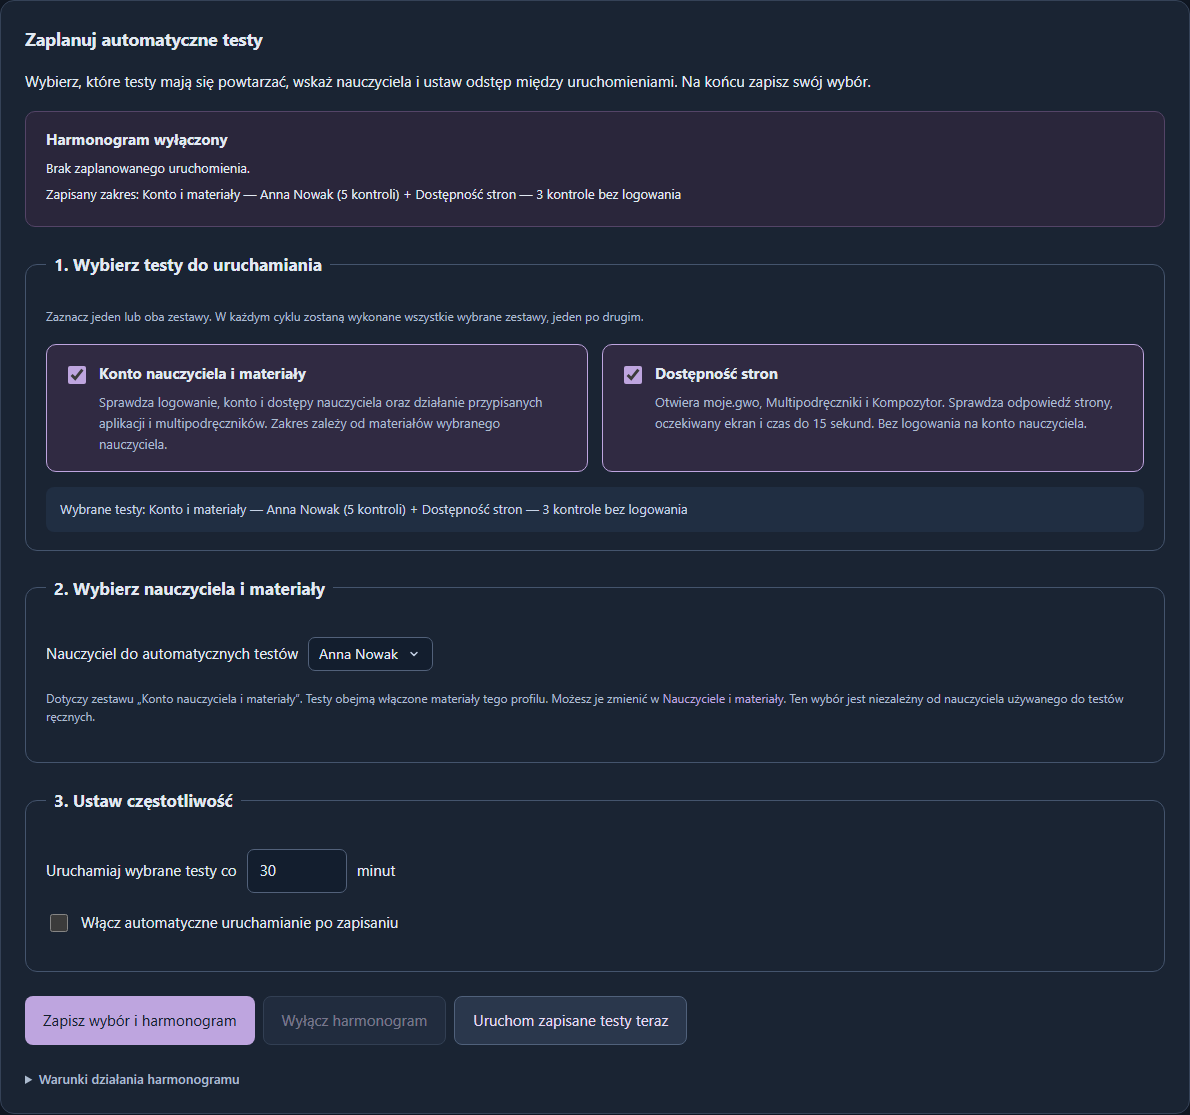 Zaplanuj automatyczne testy
Wybierz, które testy mają się powtarzać, wskaż nauczyciela i ustaw odstęp między uruchomieniami. Na końcu zapisz swój wybór.
Harmonogram wyłączony
Brak zaplanowanego uruchomienia.
Zapisany zakres: Konto i materiały — Anna Nowak (5 kontroli) + Dostępność stron — 3 kontrole bez logowania
1. Wybierz testy do uruchamiania
Zaznacz jeden lub oba zestawy. W każdym cyklu zostaną wykonane wszystkie wybrane zestawy, jeden po drugim.
Konto nauczyciela i materiały
Sprawdza logowanie, konto i dostępy nauczyciela oraz działanie przypisanych
aplikacji i multipodręczników. Zakres zależy od materiałów wybranego
nauczyciela.
Dostępność stron
Otwiera moje.gwo, Multipodręczniki i Kompozytor. Sprawdza odpowiedź strony,
oczekiwany ekran i czas do 15 sekund. Bez logowania na konto nauczyciela.
Wybrane testy: Konto i materiały — Anna Nowak (5 kontroli) + Dostępność stron — 3 kontrole bez logowania
2. Wybierz nauczyciela i materiały
Nauczyciel do automatycznych testów Anna Nowak
Dotyczy zestawu „Konto nauczyciela i materiały”. Testy obejmą włączone materiały tego profilu. Możesz je zmienić w Nauczyciele i materiały. Ten wybór jest niezależny od nauczyciela używanego do testów
ręcznych.
3. Ustaw częstotliwość
Uruchamiaj wybrane testy co 30 minut
Włącz automatyczne uruchamianie po zapisaniu
Zapisz wybór i harmonogram Wyłącz harmonogram Uruchom zapisane testy teraz
Warunki działania harmonogramu